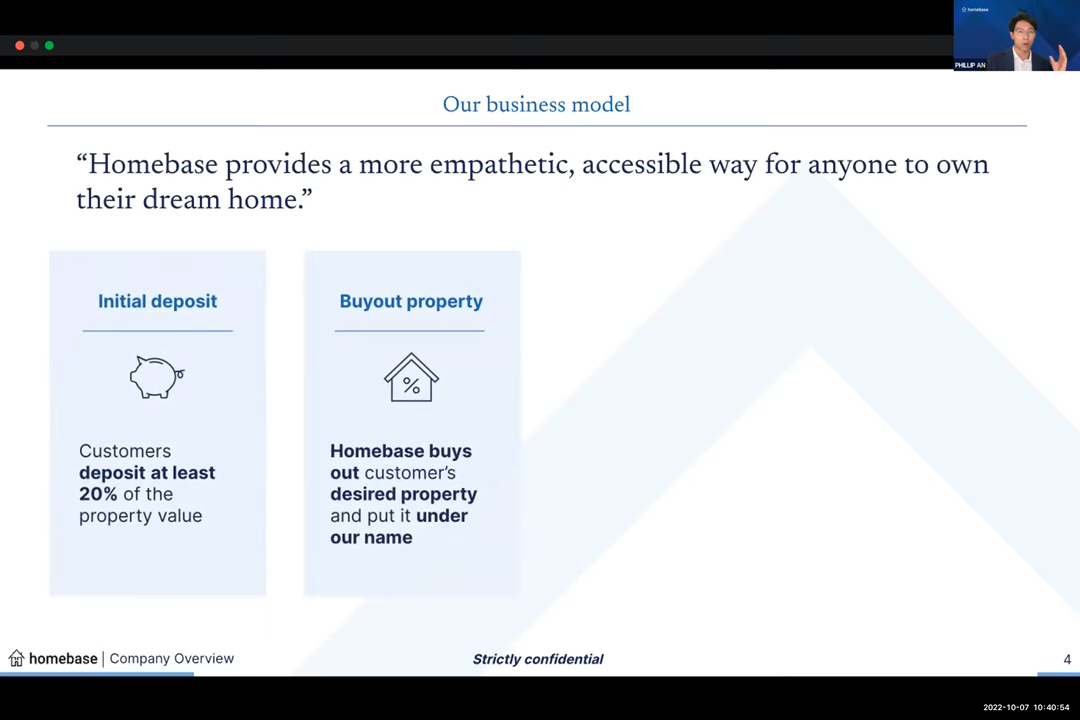 homebase
PHILLIP AN
Our business model
“Homebase provides a more empathetic, accessible way for anyone to own
their dream home.”
Initial deposit
Customers
deposit at least
20% of the
property value
Buyout property
%
Homebase buys
out customer’s
desired property
and put it under
our name
homebase | Company Overview
Strictly confidential
4
2022-10-07 10:40:54